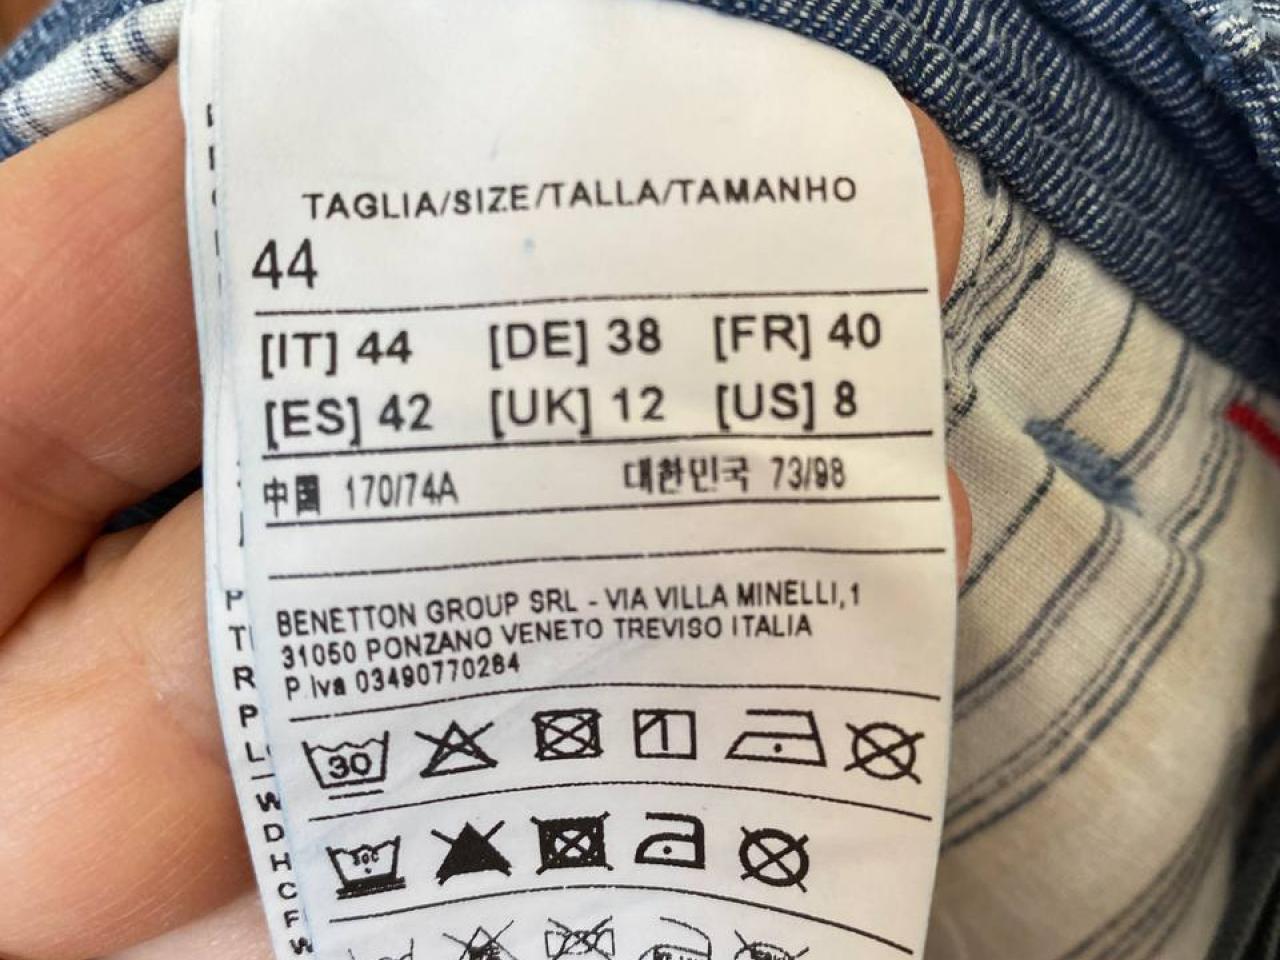 TAGLIA/SIZE/TALLA/TAMANHO
44
[IT] 44 [DE] 38 [FR] 40
[ES] 42 [UK] 12 [US] 8
中國 170/74A 대한민국 73/98
BENETTON GROUP SRL - VIA VILLA MINELLI,1
31050 PONZANO VENETO TREVISO ITALIA
P.Iva 03490770264
30
30C